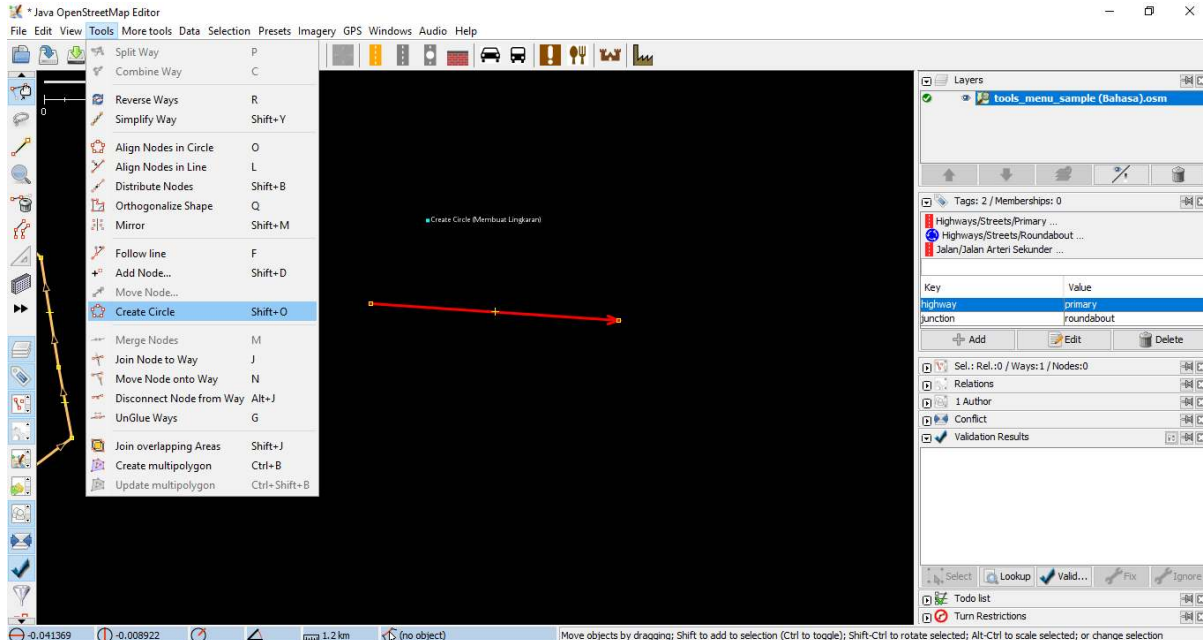 * Java OpenStreetMap Editor
File Edit View Tools More tools Data Selection Presets Imagery GPS Windows Audio Help
Split Way P
Combine Way C
Reverse Ways R
Simplify Way Shift+Y
Align Nodes in Circle O
Align Nodes in Line L
Distribute Nodes Shift+B
Orthogonalize Shape Q
Mirror Shift+M
Follow line F
Add Node... Shift+D
Move Node...
Create Circle Shift+O
Merge Nodes M
Join Node to Way J
Move Node onto Way N
Disconnect Node from Way Alt+J
UnGlue Ways G
Join overlapping Areas Shift+J
Create multipolygon Ctrl+B
Update multipolygon Ctrl+Shift+B
0
Create Circle (Membuat Lingkaran)
Layers
tools_menu_sample (Bahasa).osm
Tags: 2 / Memberships: 0
Highways/Streets/Primary ...
Highways/Streets/Roundabout ...
Jalan/Jalan Arteri Sekunder ...
Key Value
highway primary
junction roundabout
Add Edit Delete
Sel.: Rel.:0 / Ways:1 / Nodes:0
Relations
1 Author
Conflict
Validation Results
Select Lookup Valid... Fix Ignore
Todo list
Turn Restrictions
-0.041369 -0.008922 1.2 km (no object) Move objects by dragging; Shift to add to selection (Ctrl to toggle); Shift-Ctrl to rotate selected; Alt-Ctrl to scale selected; or change selection